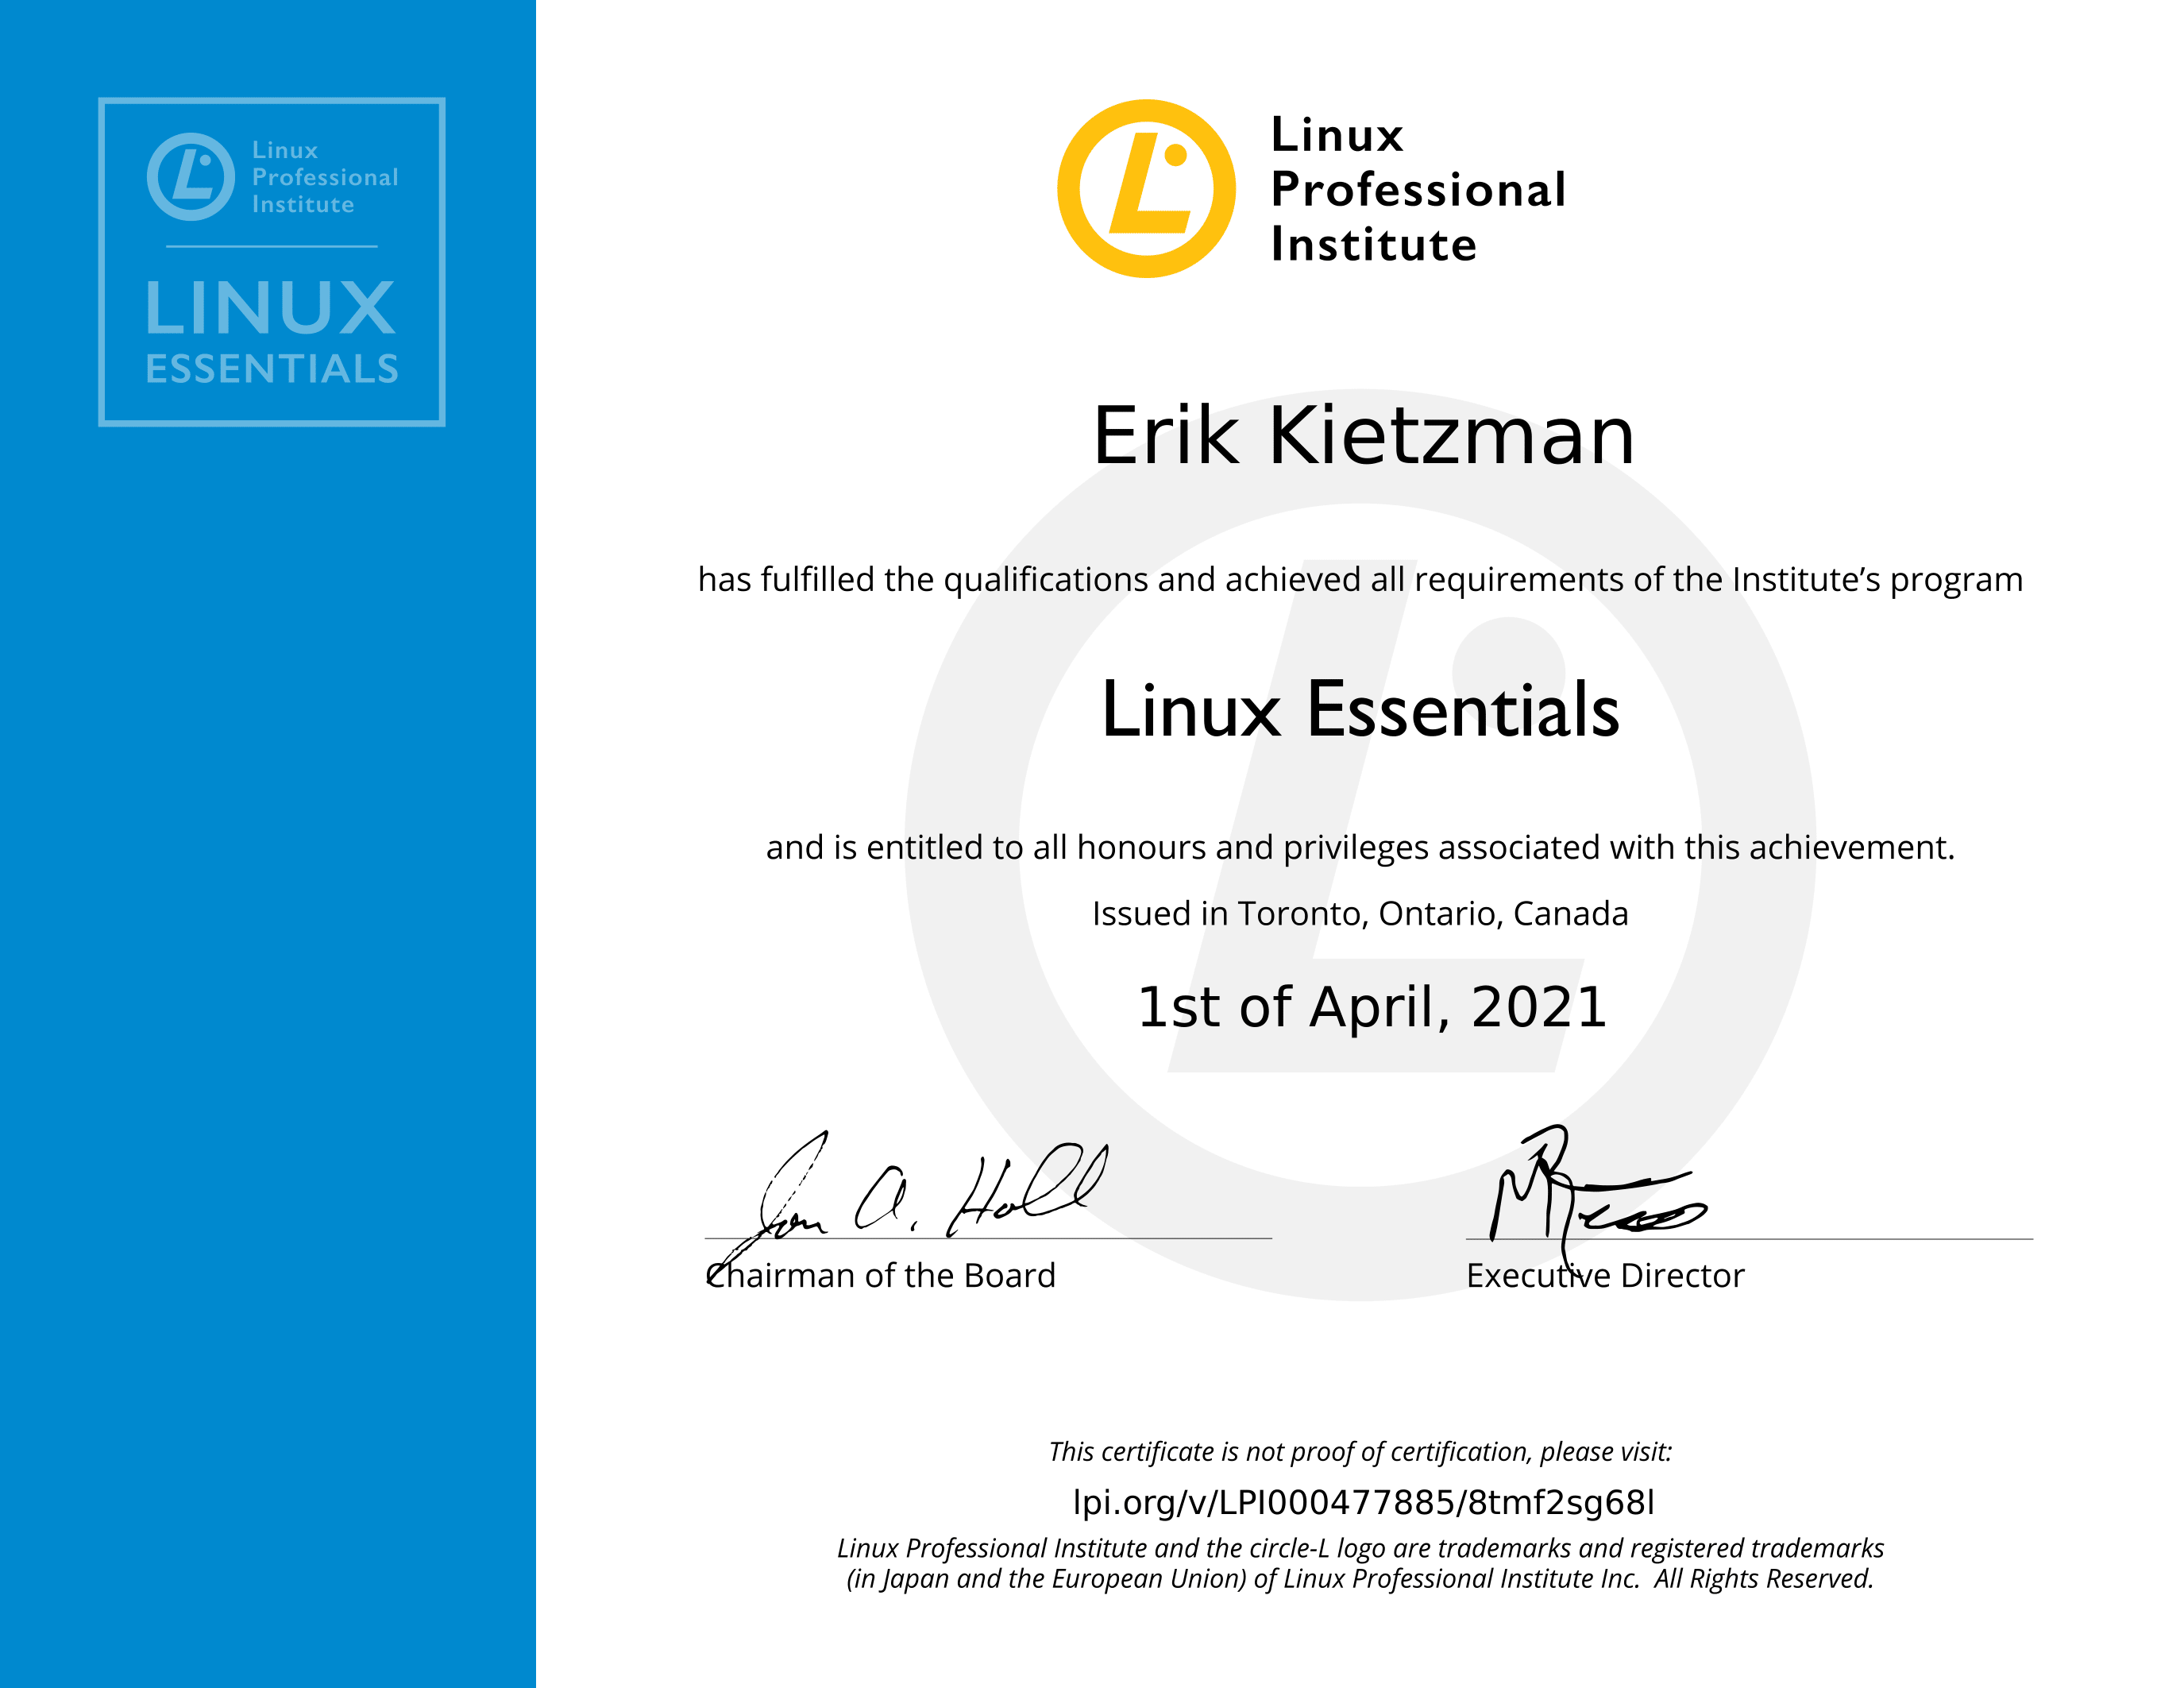 Linux
Professional
Institute
LINUX
ESSENTIALS
Linux
Professional
Institute
Erik Kietzman
has fulfilled the qualifications and achieved all requirements of the Institute’s program
Linux Essentials
and is entitled to all honours and privileges associated with this achievement.
Issued in Toronto, Ontario, Canada
1st of April, 2021
Jon A. Hall
Chairman of the Board
Executive Director
This certificate is not proof of certification, please visit:
lpi.org/v/LPI000477885/8tmf2sg68l
Linux Professional Institute and the circle-L logo are trademarks and registered trademarks
(in Japan and the European Union) of Linux Professional Institute Inc.  All Rights Reserved.